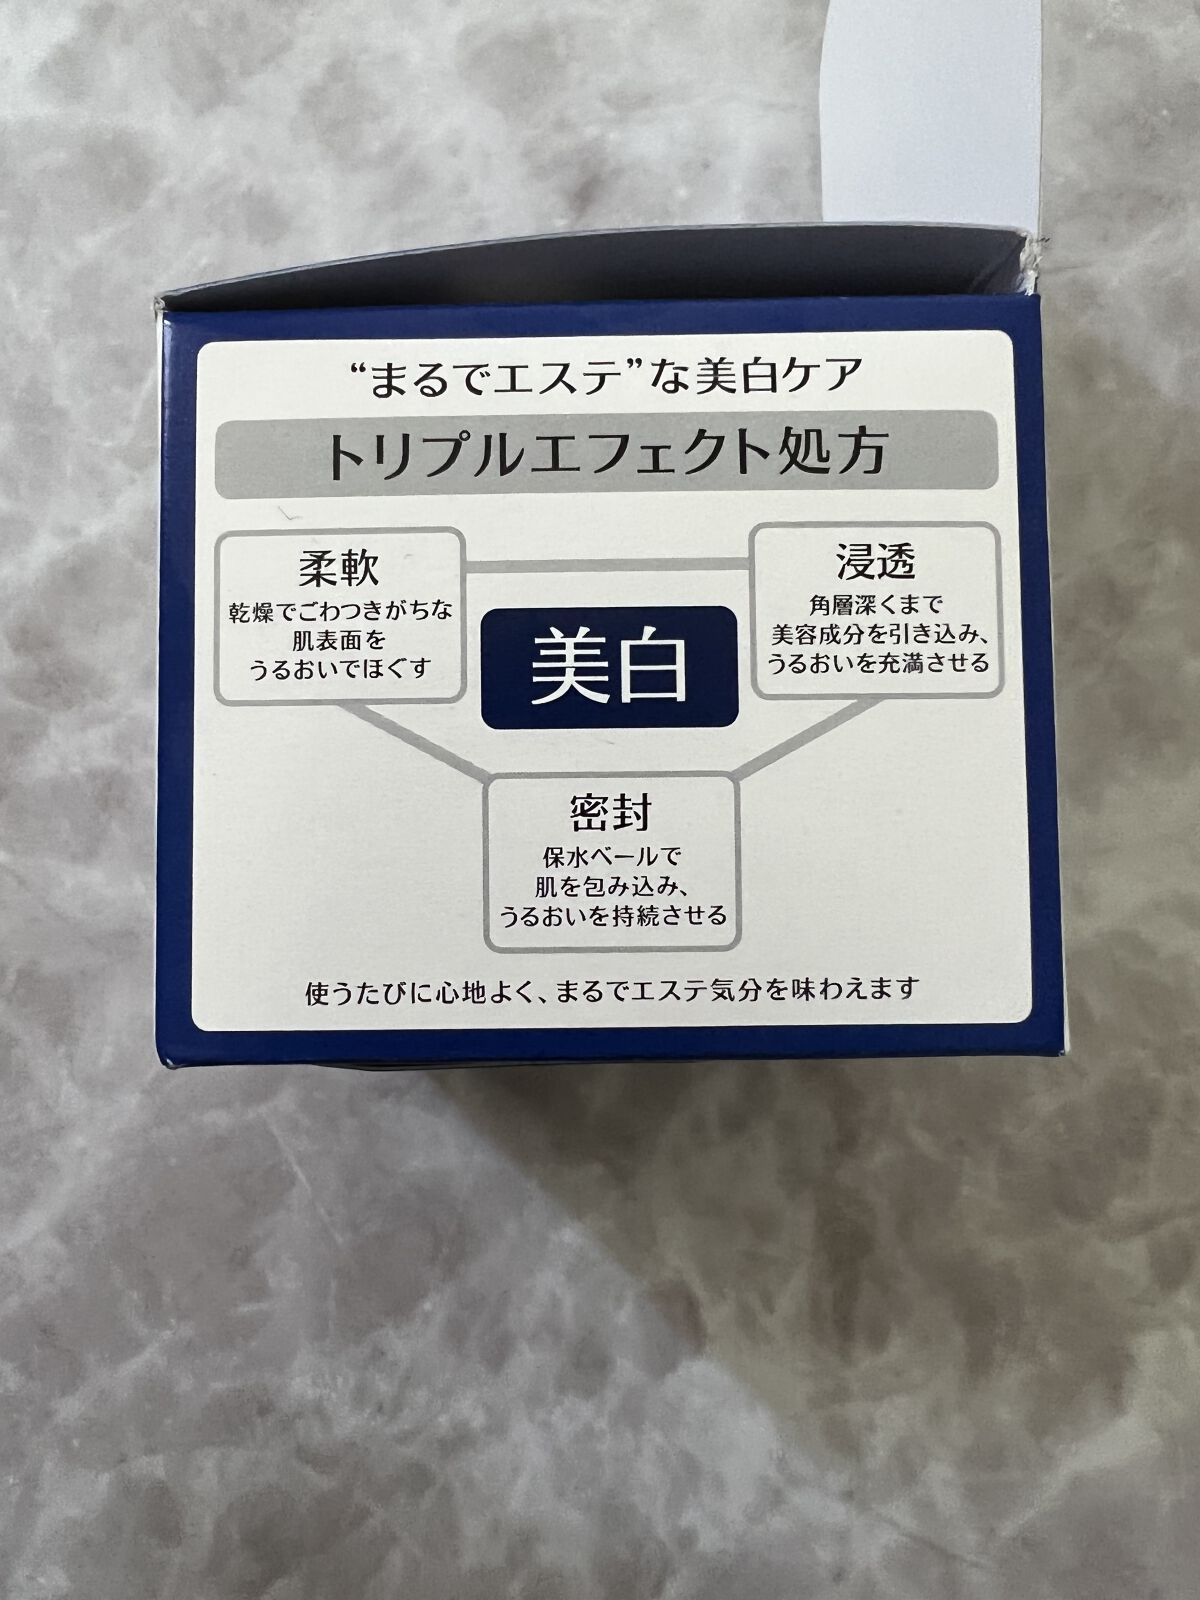 “まるでエステ”な美白ケア
トリプルエフェクト処方
柔軟
乾燥でごわつきがちな
肌表面を
うるおいでほぐす
浸透
角層深くまで
美容成分を引き込み、
うるおいを充満させる
美白
密封
保水ベールで
肌を包み込み、
うるおいを持続させる
使うたびに心地よく、まるでエステ気分を味わえます